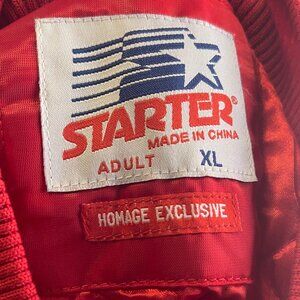 STARTER®
MADE IN CHINA
ADULT XL
HOMAGE EXCLUSIVE